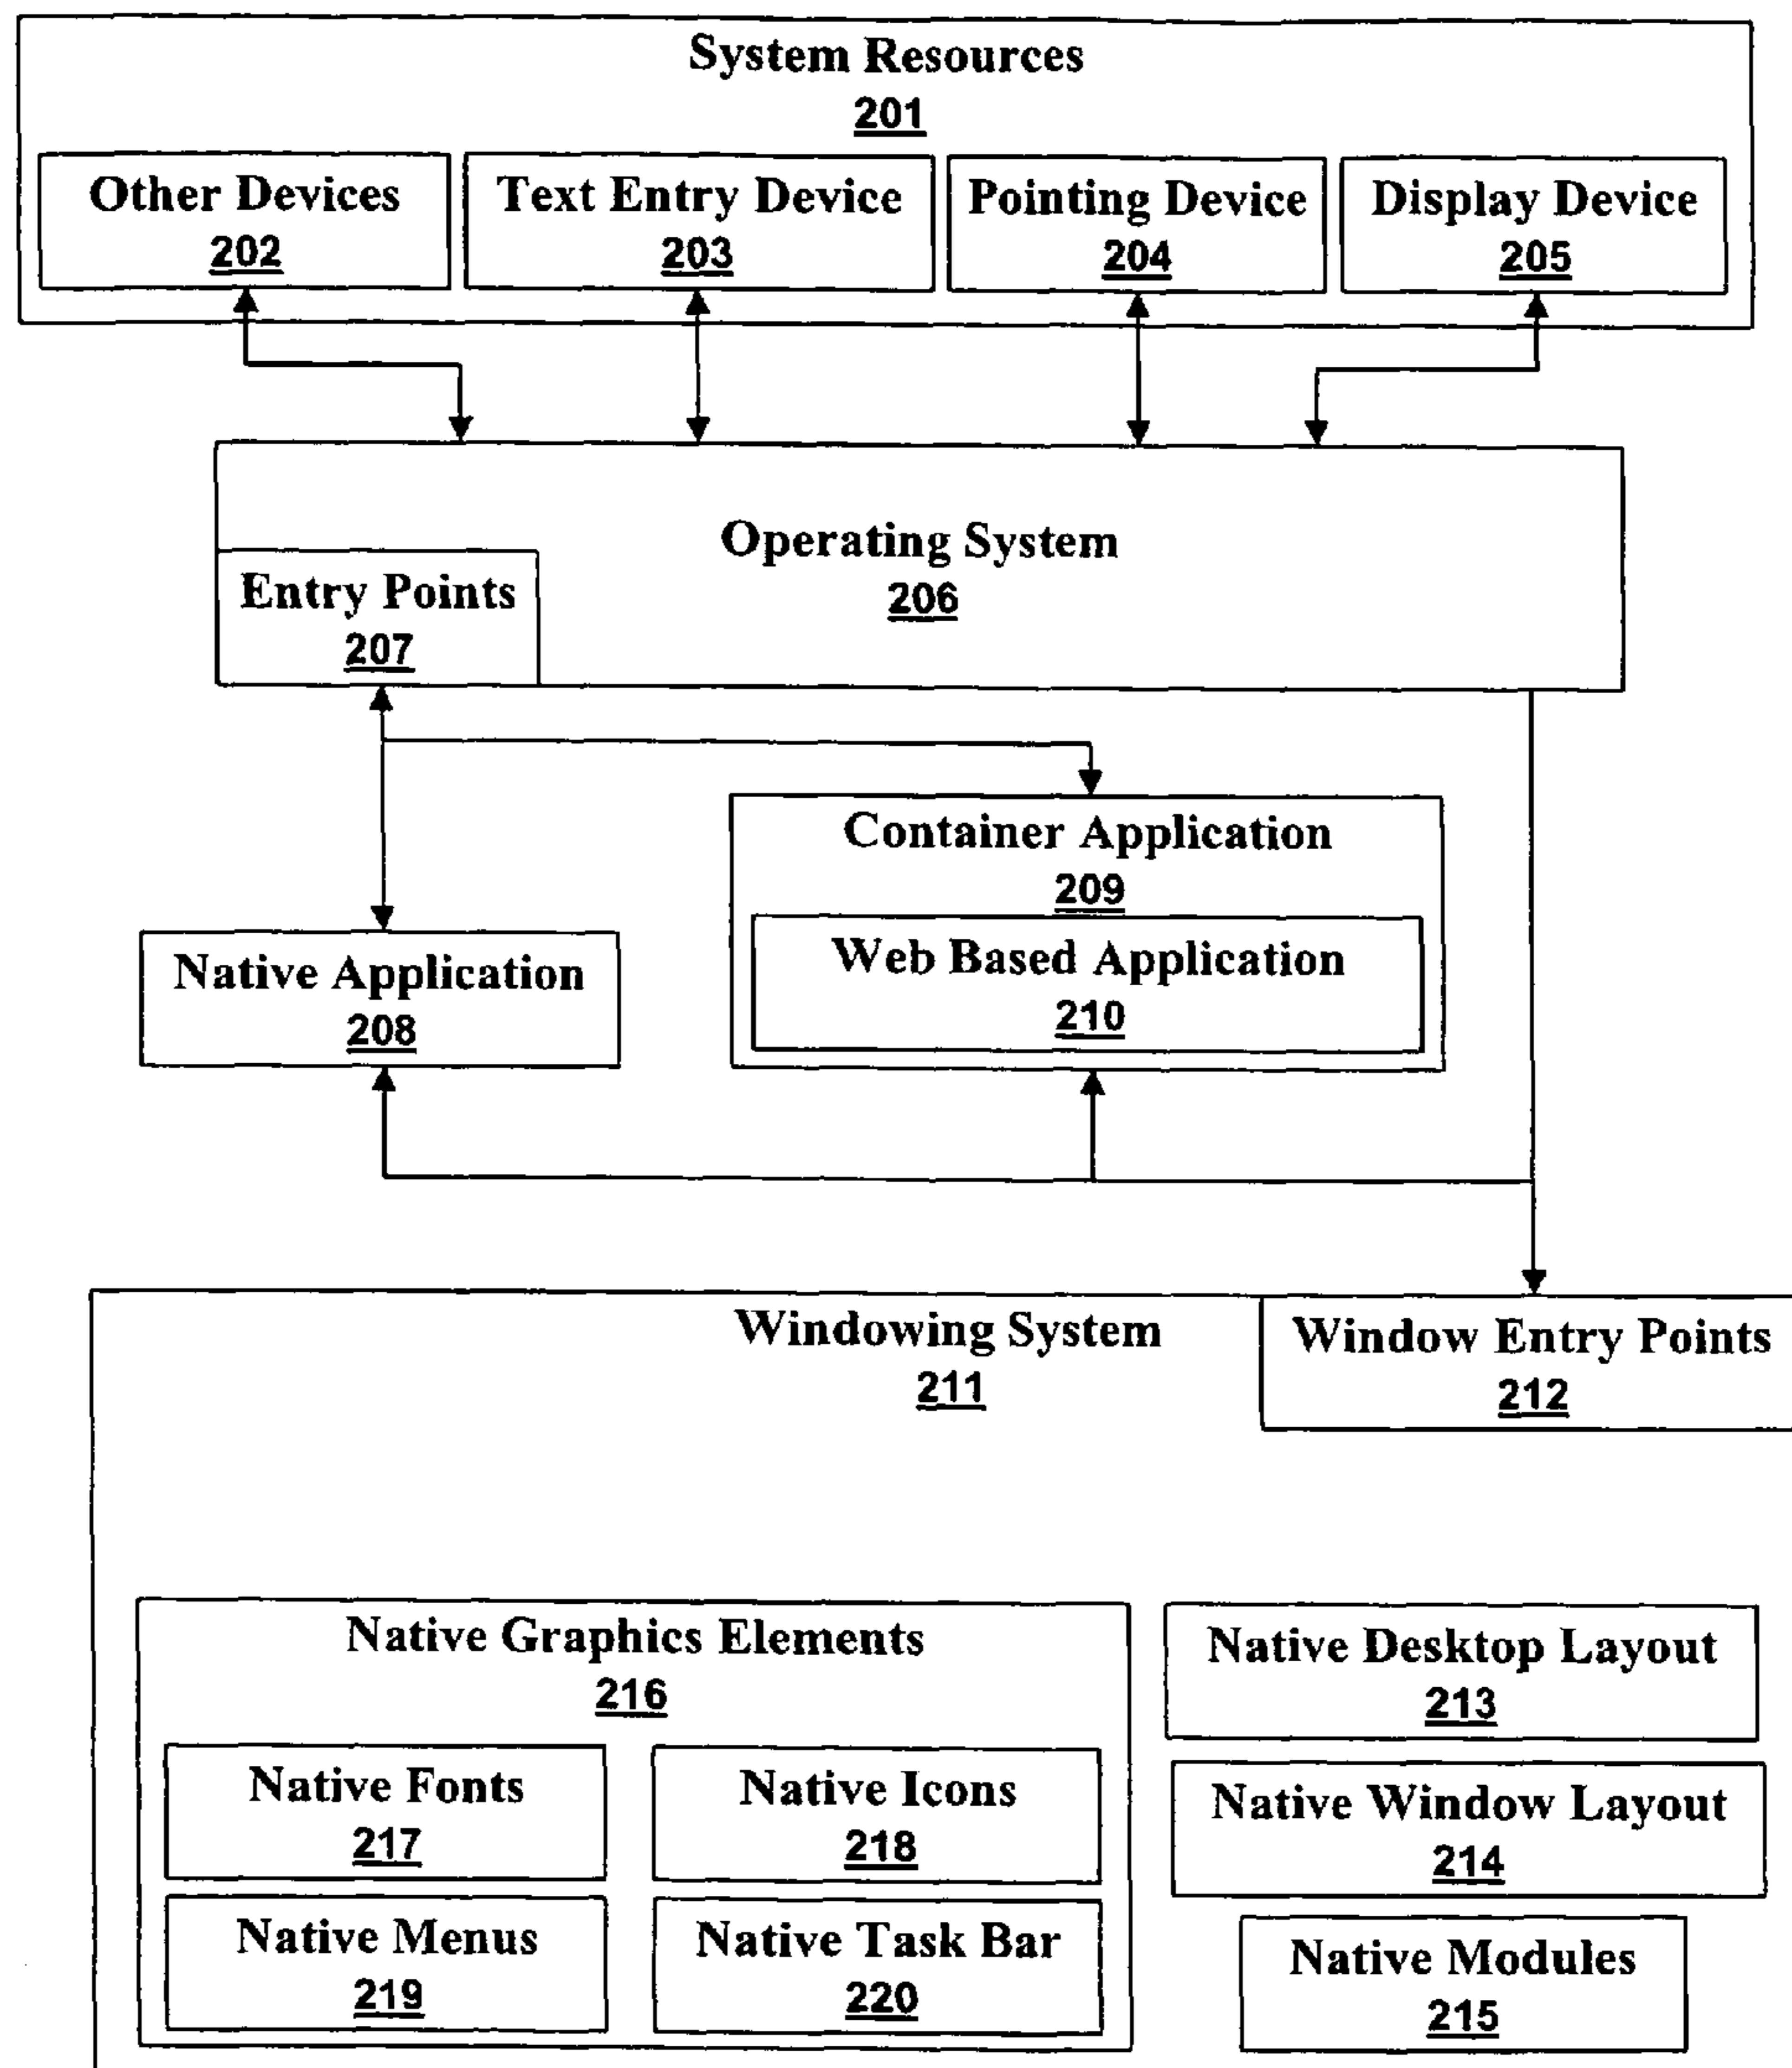 System Resources
201
Other Devices
202
Text Entry Device
203
Pointing Device
204
Display Device
205
Operating System
206
Entry Points
207
Container Application
209
Web Based Application
210
Native Application
208
Windowing System
211
Window Entry Points
212
Native Graphics Elements
216
Native Fonts
217
Native Icons
218
Native Menus
219
Native Task Bar
220
Native Desktop Layout
213
Native Window Layout
214
Native Modules
215